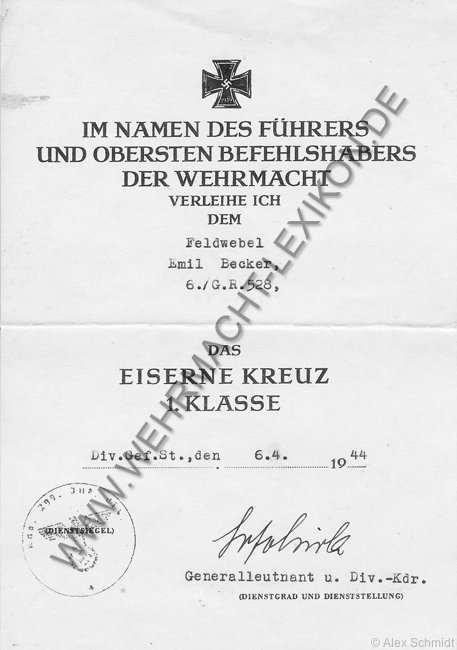 IM NAMEN DES FÜHRERS
UND OBERSTEN BEFEHLSHABERS
DER WEHRMACHT
VERLEIHE ICH
DEM
Feldwebel
Emil Becker,
6./G.R.528,
DAS
EISERNE KREUZ
1. KLASSE
Div.Gef.St.,den 6.4. 1944
(DIENSTSIEGEL)
Generalleutnant u. Div.-Kdr.
(DIENSTGRAD UND DIENSTSTELLUNG)
WWW.WEHRMACHT-LEXIKON.DE
© Alex Schmidt